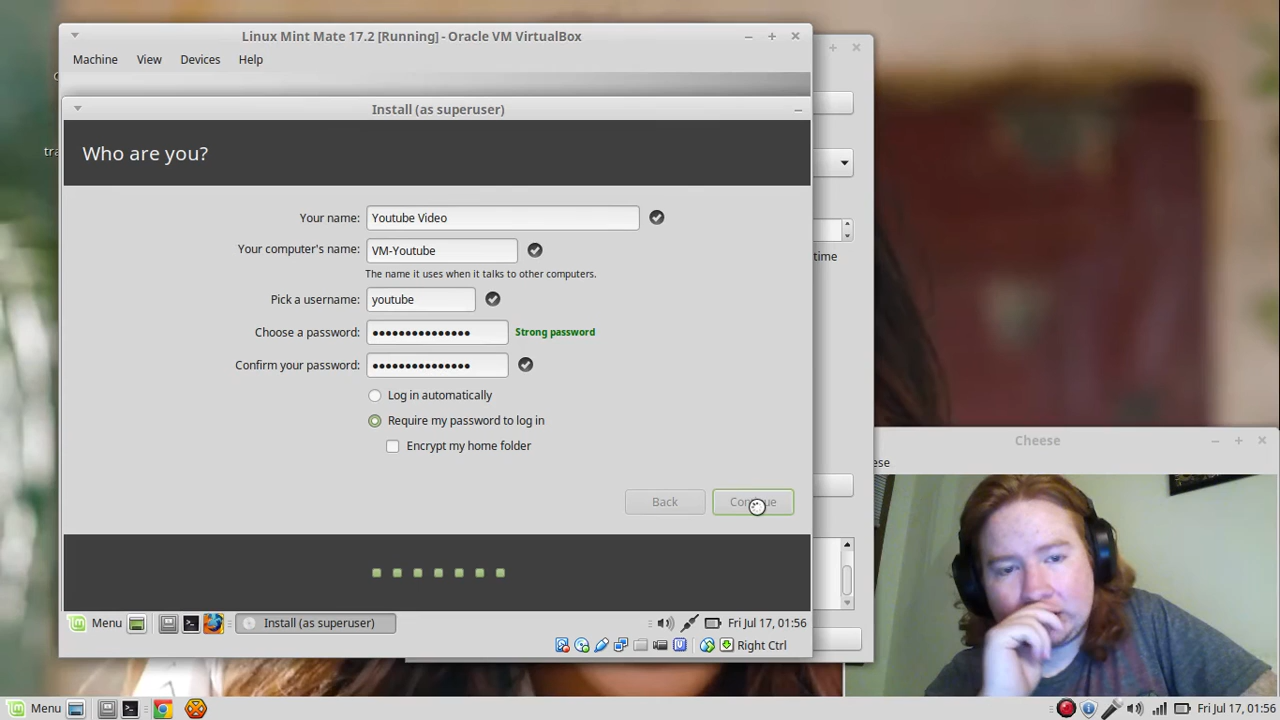 Linux Mint Mate 17.2 [Running] - Oracle VM VirtualBox
Machine View Devices Help
Install (as superuser)
Who are you?
Your name: Youtube Video
Your computer's name: VM-Youtube
The name it uses when it talks to other computers.
Pick a username: youtube
Choose a password: ●●●●●●●●●●●●●●● Strong password
Confirm your password: ●●●●●●●●●●●●●●●
Log in automatically
Require my password to log in
Encrypt my home folder
Back
time
Cheese
ese
Menu Install (as superuser) Fri Jul 17, 01:56
Right Ctrl
Menu Fri Jul 17, 01:56